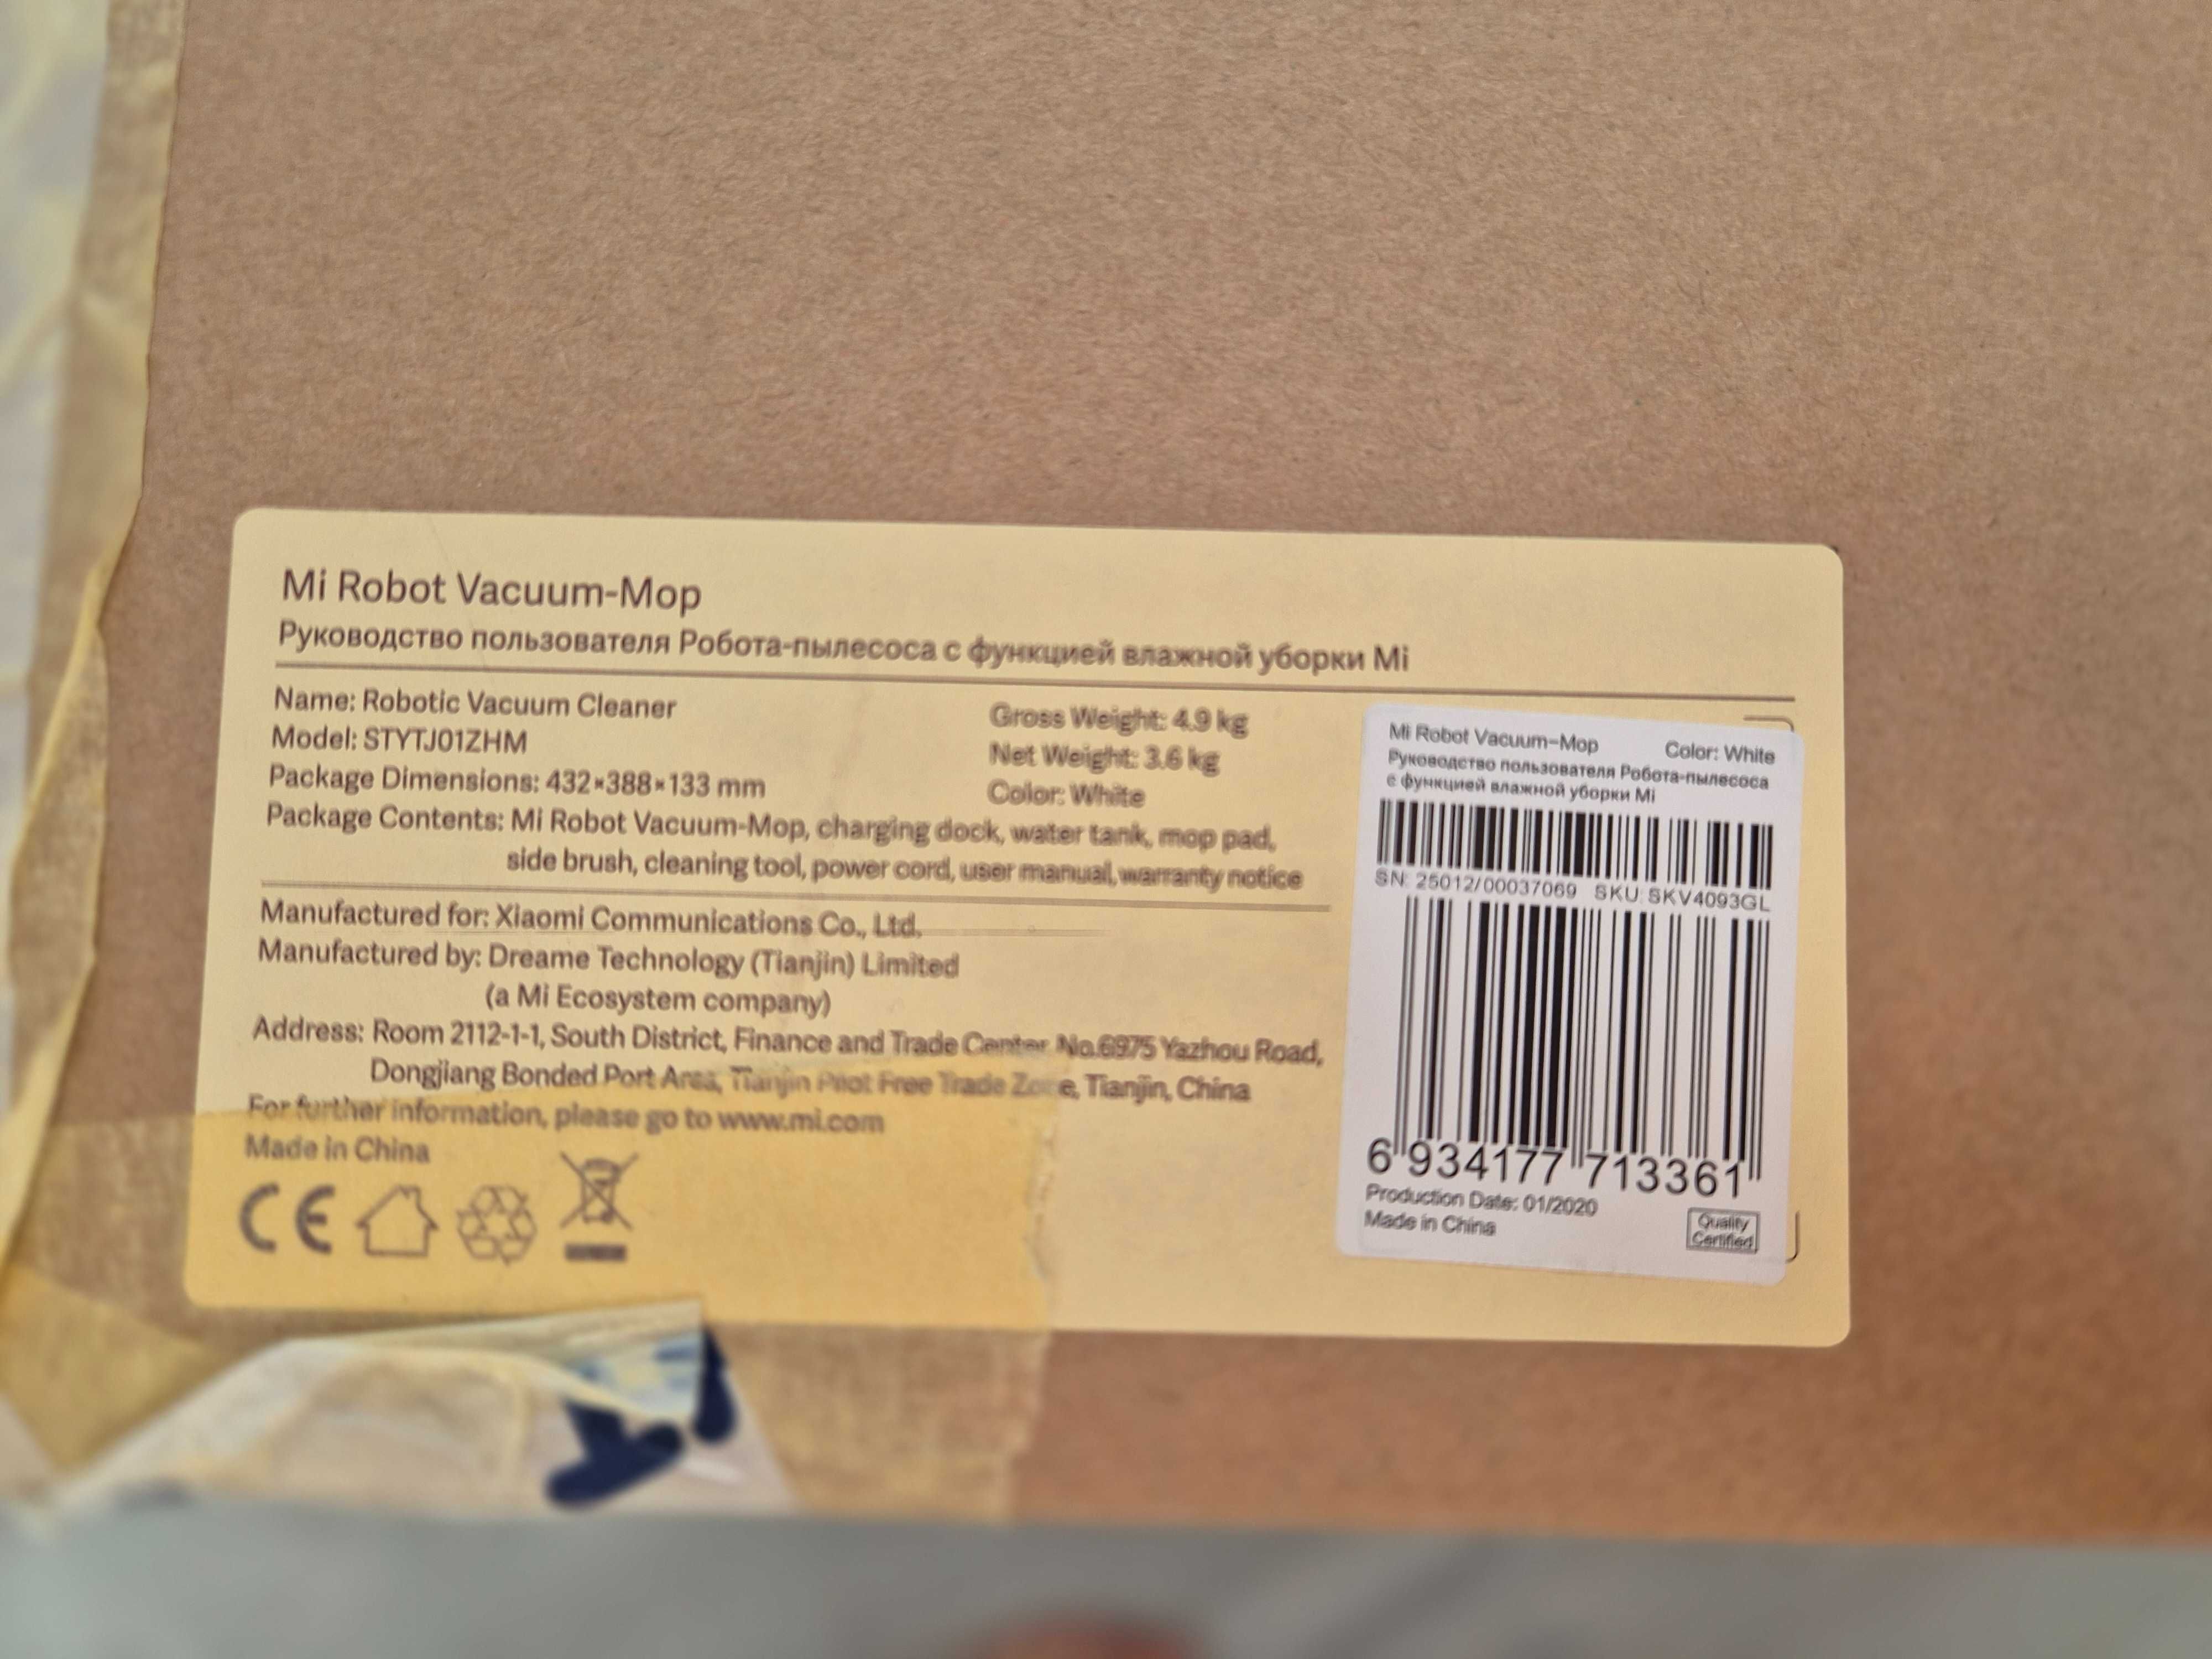 Mi Robot Vacuum-Mop
Руководство пользователя Робота-пылесоса с функцией влажной уборки Mi
Name: Robotic Vacuum Cleaner
Model: STYTJ01ZHM
Package Dimensions: 432×388×133 mm
Gross Weight: 4.9 kg
Net Weight: 3.6 kg
Color: White
Package Contents: Mi Robot Vacuum-Mop, charging dock, water tank, mop pad,
side brush, cleaning tool, power cord, user manual, warranty notice
Manufactured for: Xiaomi Communications Co., Ltd.
Manufactured by: Dreame Technology (Tianjin) Limited
(a Mi Ecosystem company)
Address: Room 2112-1-1, South District, Finance and Trade Center, No.6975 Yazhou Road,
Dongjiang Bonded Port Area, Tianjin Pilot Free Trade Zone, Tianjin, China
For further information, please go to www.mi.com
Made in China
CE
Mi Robot Vacuum-Mop Color: White
Руководство пользователя Робота-пылесоса
с функцией влажной уборки Mi
SN: 25012/00037069 SKU: SKV4093GL
6 934177 713361
Production Date: 01/2020
Made in China
Quality
Certified